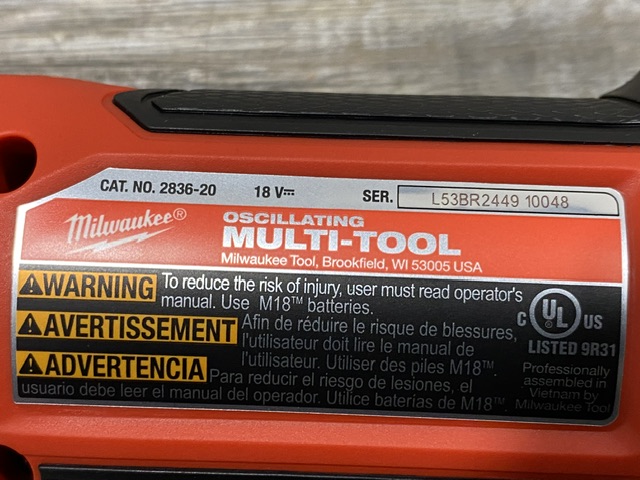 CAT. NO. 2836-20 18 V⎓ SER. L53BR2449 10048
Milwaukee®
OSCILLATING
MULTI-TOOL
Milwaukee Tool, Brookfield, WI 53005 USA
WARNING To reduce the risk of injury, user must read operator's
manual. Use M18™ batteries.
AVERTISSEMENT Afin de réduire le risque de blessures,
l'utilisateur doit lire le manuel de
l'utilisateur. Utiliser des piles M18™.
ADVERTENCIA Para reducir el riesgo de lesiones, el
usuario debe leer el manual del operador. Utilice baterias de M18™.
C UL US
LISTED 9R31
Professionally
assembled in
Vietnam by
Milwaukee Tool